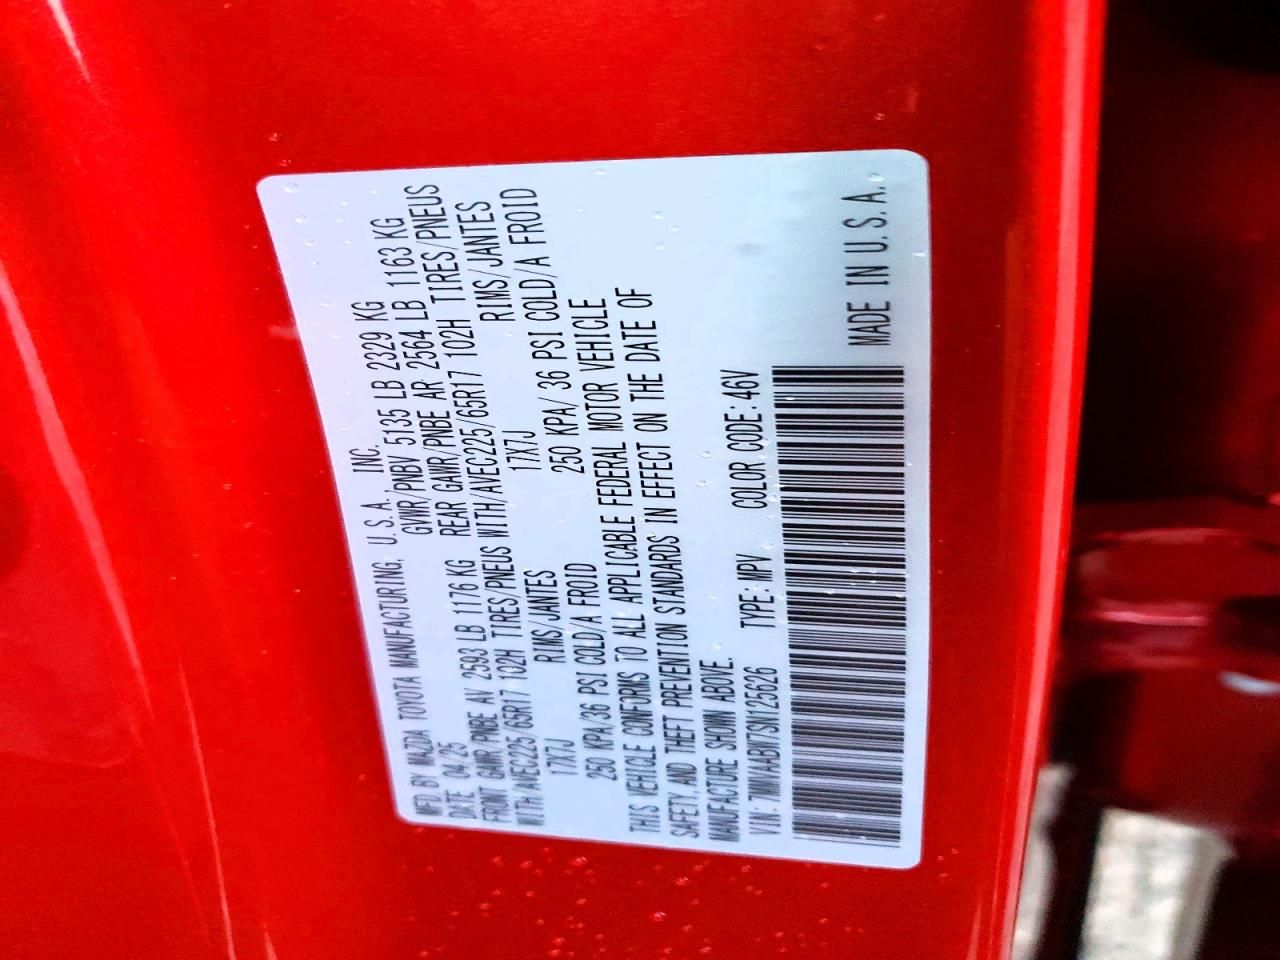 MFD. BY MAZDA TOYOTA MANUFACTURING, U.S.A., INC.
DATE 04/25 GVWR/PNBV 5135 LB 2329 KG
FRONT GAWR/PNBE AV 2593 LB 1176 KG REAR GAWR/PNBE AR 2564 LB 1163 KG
WITH/AVEC225/65R17 102H TIRES/PNEUS WITH/AVEC225/65R17 102H TIRES/PNEUS
17X7J RIMS/JANTES 17X7J RIMS/JANTES
250 KPA/36 PSI COLD/A FROID 250 KPA/ 36 PSI COLD/A FROID
THIS VEHICLE CONFORMS TO ALL APPLICABLE FEDERAL MOTOR VEHICLE
SAFETY AND THEFT PREVENTION STANDARDS IN EFFECT ON THE DATE OF
MANUFACTURE SHOWN ABOVE.
VIN: 7MMVAABW7SN125626 TYPE: MPV COLOR CODE: 46V
MADE IN U.S.A.